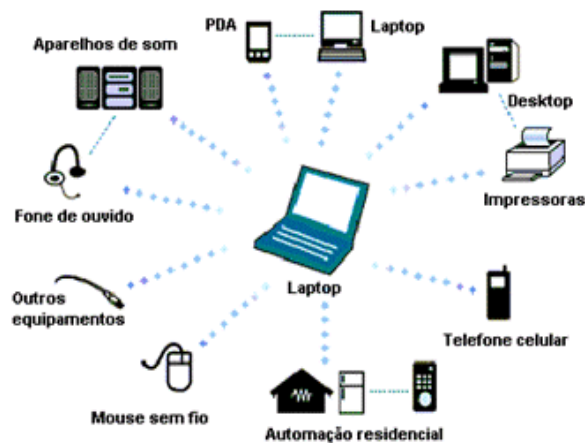 PDA
Laptop
Aparelhos de som
Desktop
Impressoras
Fone de ouvido
Laptop
Outros
equipamentos
Telefone celular
Mouse sem fio
Automação residencial